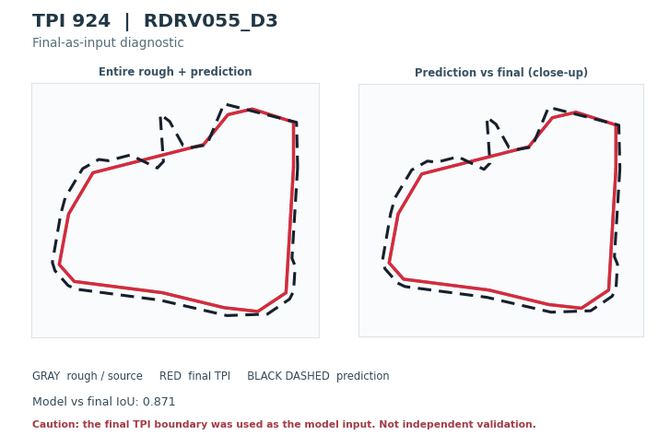 TPI 924 | RDRV055_D3
Final-as-input diagnostic
Entire rough + prediction
Prediction vs final (close-up)
GRAY rough / source RED final TPI BLACK DASHED prediction
Model vs final IoU: 0.871
Caution: the final TPI boundary was used as the model input. Not independent validation.